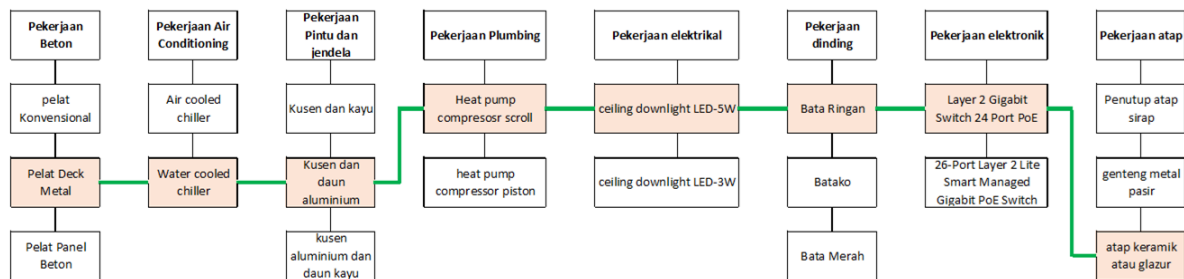 Pekerjaan
Beton
Pekerjaan Air
Conditioning
Pekerjaan
Pintu dan
jendela
Pekerjaan Plumbing
Pekerjaan elektrikal
Pekerjaan
dinding
Pekerjaan elektronik
Pekerjaan atap
pelat
Konvensional
Air cooled
chiller
Kusen dan kayu
Heat pump
compresosr scroll
ceiling downlight LED-5W
Bata Ringan
Layer 2 Gigabit
Switch 24 Port PoE
Penutup atap
sirap
Pelat Deck
Metal
Water cooled
chiller
Kusen dan
daun
aluminium
heat pump
compressor piston
ceiling downlight LED-3W
Batako
26-Port Layer 2 Lite
Smart Managed
Gigabit PoE Switch
genteng metal
pasir
Pelat Panel
Beton
kusen
aluminium dan
daun kayu
Bata Merah
atap keramik
atau glazur